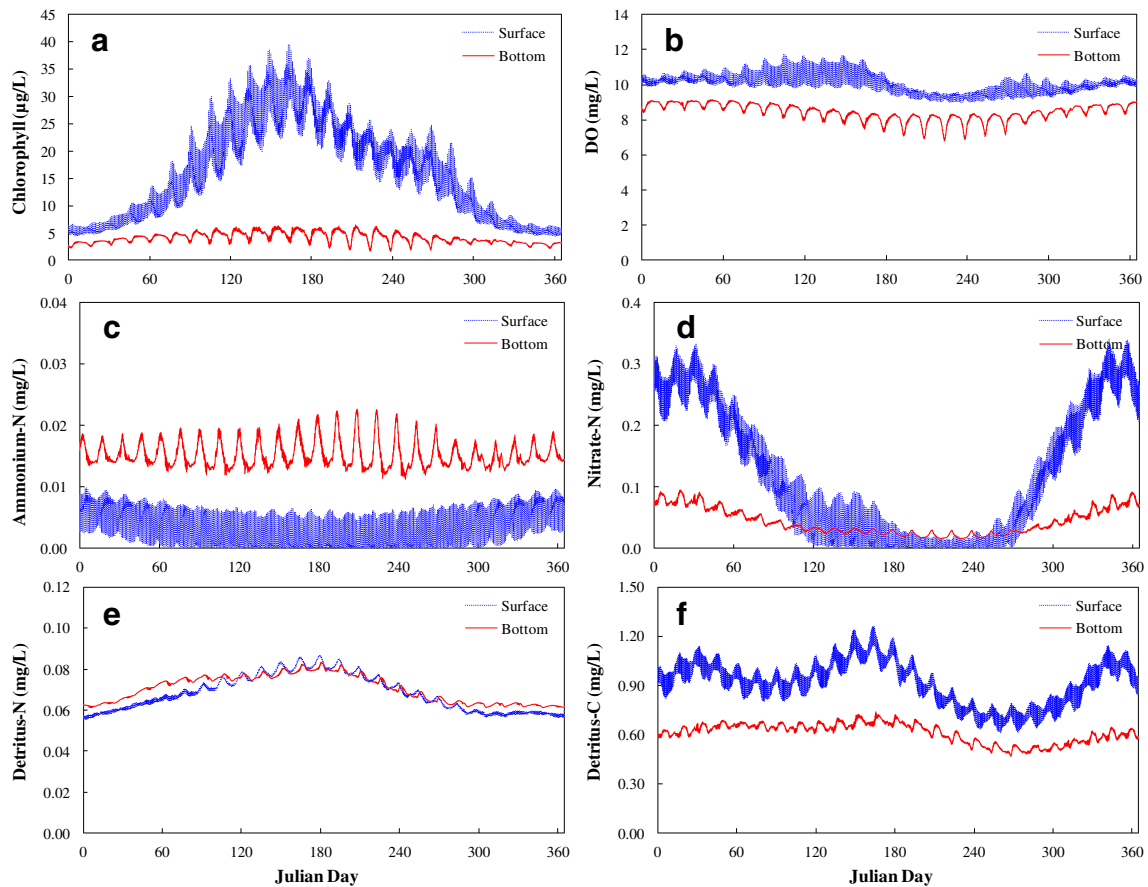 a
Surface
Bottom
45
40
35
30
25
20
15
10
5
0
Chlorophyll (µg/L)
0 60 120 180 240 300 360
b
Surface
Bottom
14
12
10
8
6
4
2
0
DO (mg/L)
0 60 120 180 240 300 360
c
Surface
Bottom
0.04
0.03
0.02
0.01
0.00
Ammonium-N (mg/L)
0 60 120 180 240 300 360
d
Surface
Bottom
0.4
0.3
0.2
0.1
0.0
Nitrate-N (mg/L)
0 60 120 180 240 300 360
e
Surface
Bottom
0.12
0.10
0.08
0.06
0.04
0.02
0.00
Detritus-N (mg/L)
0 60 120 180 240 300 360
Julian Day
f
Surface
Bottom
1.50
1.20
0.90
0.60
0.30
0.00
Detritus-C (mg/L)
0 60 120 180 240 300 360
Julian Day